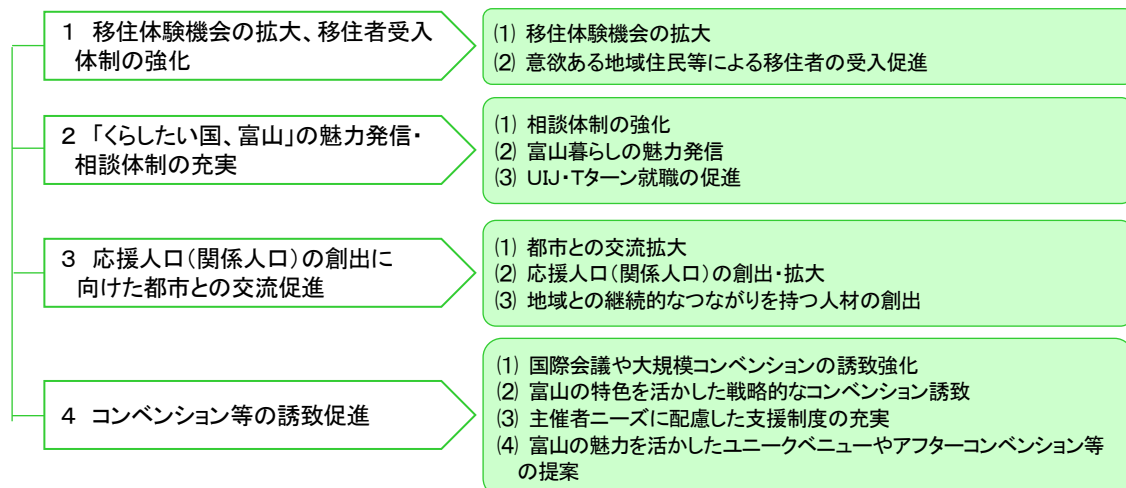 1 移住体験機会の拡大、移住者受入
体制の強化
⑴ 移住体験機会の拡大
⑵ 意欲ある地域住民等による移住者の受入促進
2 「くらしたい国、富山」の魅力発信・
相談体制の充実
⑴ 相談体制の強化
⑵ 富山暮らしの魅力発信
⑶ UIJ・Tターン就職の促進
3 応援人口(関係人口)の創出に
向けた都市との交流促進
⑴ 都市との交流拡大
⑵ 応援人口(関係人口)の創出・拡大
⑶ 地域との継続的なつながりを持つ人材の創出
4 コンベンション等の誘致促進
⑴ 国際会議や大規模コンベンションの誘致強化
⑵ 富山の特色を活かした戦略的なコンベンション誘致
⑶ 主催者ニーズに配慮した支援制度の充実
⑷ 富山の魅力を活かしたユニークベニューやアフターコンベンション等
の提案